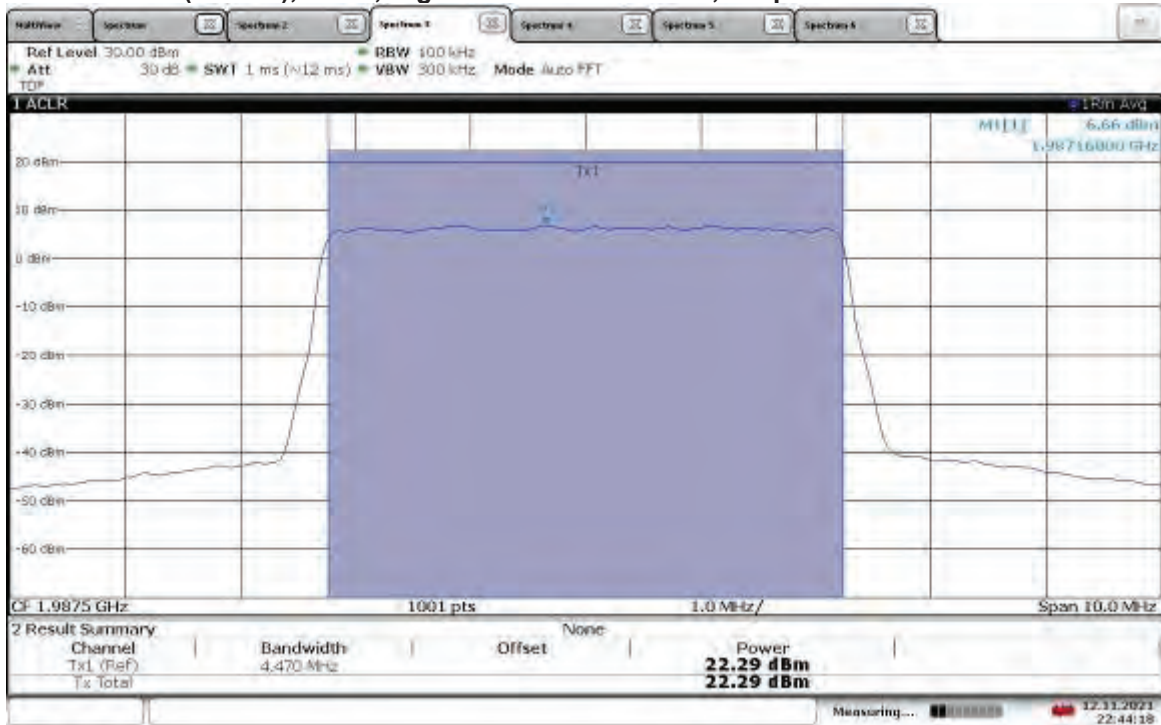 MultiView Spectrum Spectrum 2 Spectrum 3 Spectrum 4 Spectrum 5 Spectrum 6
Ref Level 30.00 dBm RBW 100 kHz
Att 30 dB SWT 1 ms (~12 ms) VBW 300 kHz Mode Auto FFT
TDF
1 ACLR 1Rm Avg
M1[1] 6.66 dBm
1.98716000 GHz
20 dBm
Tx1
10 dBm
M1
0 dBm
-10 dBm
-20 dBm
-30 dBm
-40 dBm
-50 dBm
-60 dBm
CF 1.9875 GHz 1001 pts 1.0 MHz/ Span 10.0 MHz
2 Result Summary None
Channel Bandwidth Offset Power
Tx1 (Ref) 4.470 MHz 22.29 dBm
Tx Total 22.29 dBm
Measuring... 12.11.2021
22:44:18